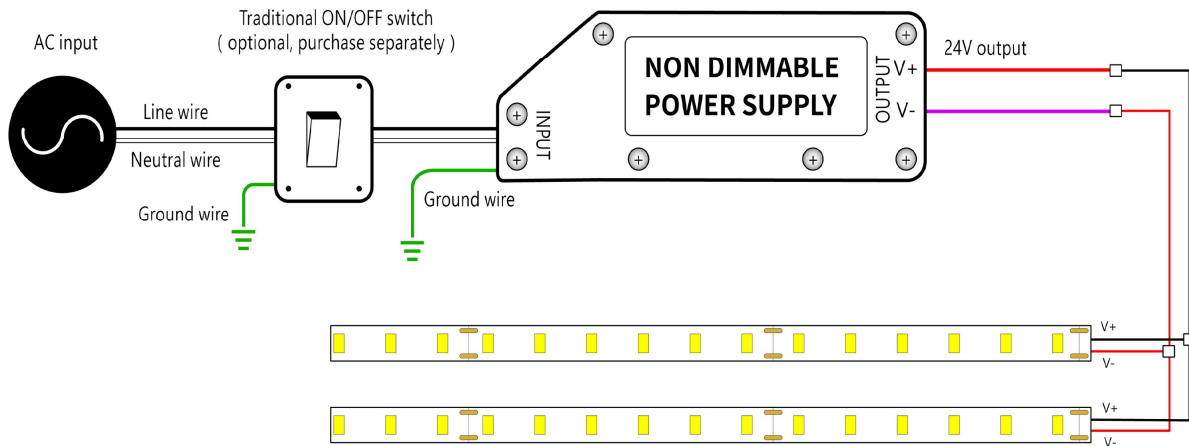 Traditional ON/OFF switch
( optional, purchase separately )
AC input
Line wire
Neutral wire
Ground wire
Ground wire
INPUT
NON DIMMABLE
POWER SUPPLY
OUTPUT
V+
V-
24V output
V+
V-
V+
V-